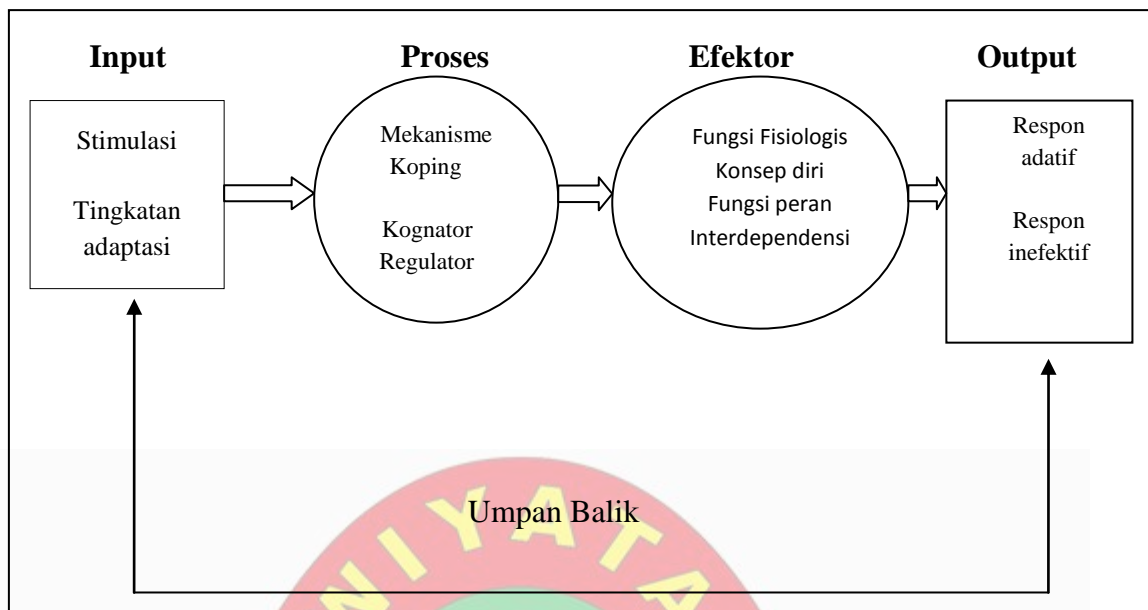 Input
Proses
Efektor
Output
Stimulasi
Tingkatan
adaptasi
Mekanisme
Koping
Kognator
Regulator
Fungsi Fisiologis
Konsep diri
Fungsi peran
Interdependensi
Respon
adatif
Respon
inefektif
Umpan Balik
NIYATA